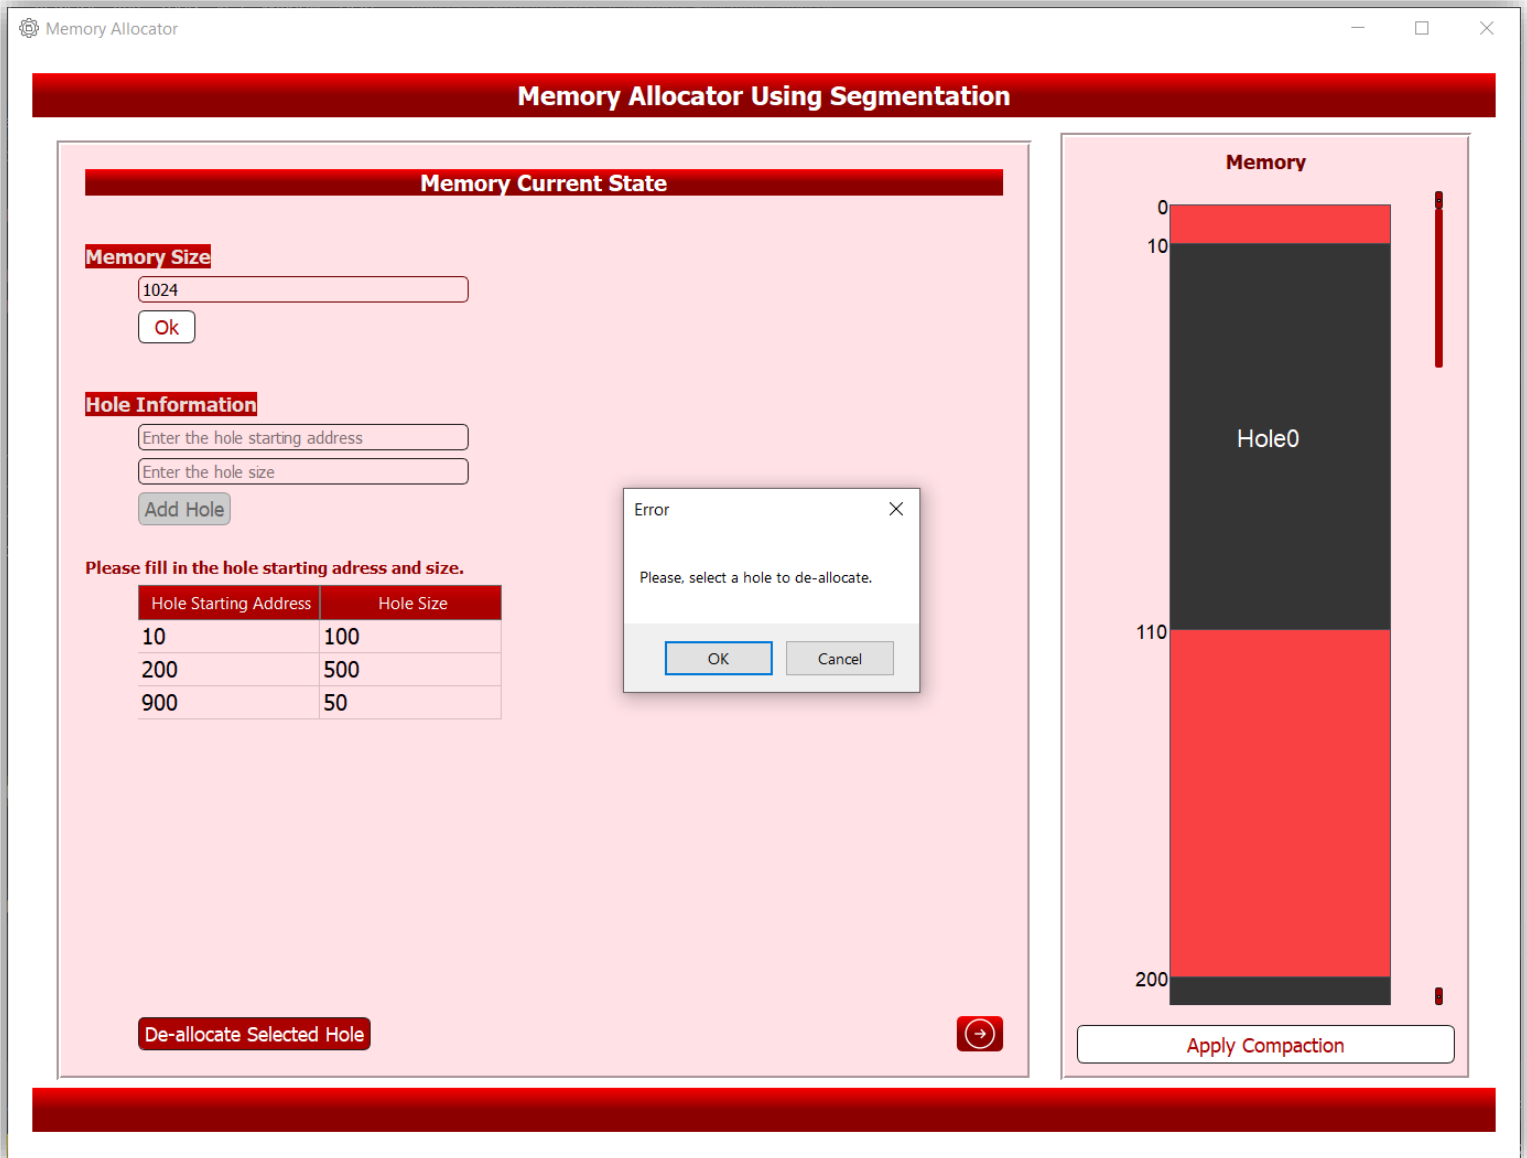 Memory Allocator
Memory Allocator Using Segmentation
Memory Current State
Memory Size
1024
Ok
Hole Information
Enter the hole starting address
Enter the hole size
Add Hole
Please fill in the hole starting adress and size.
Hole Starting Address Hole Size
10 100
200 500
900 50
De-allocate Selected Hole
Error
Please, select a hole to de-allocate.
OK Cancel
Memory
0
10
Hole0
110
200
Apply Compaction